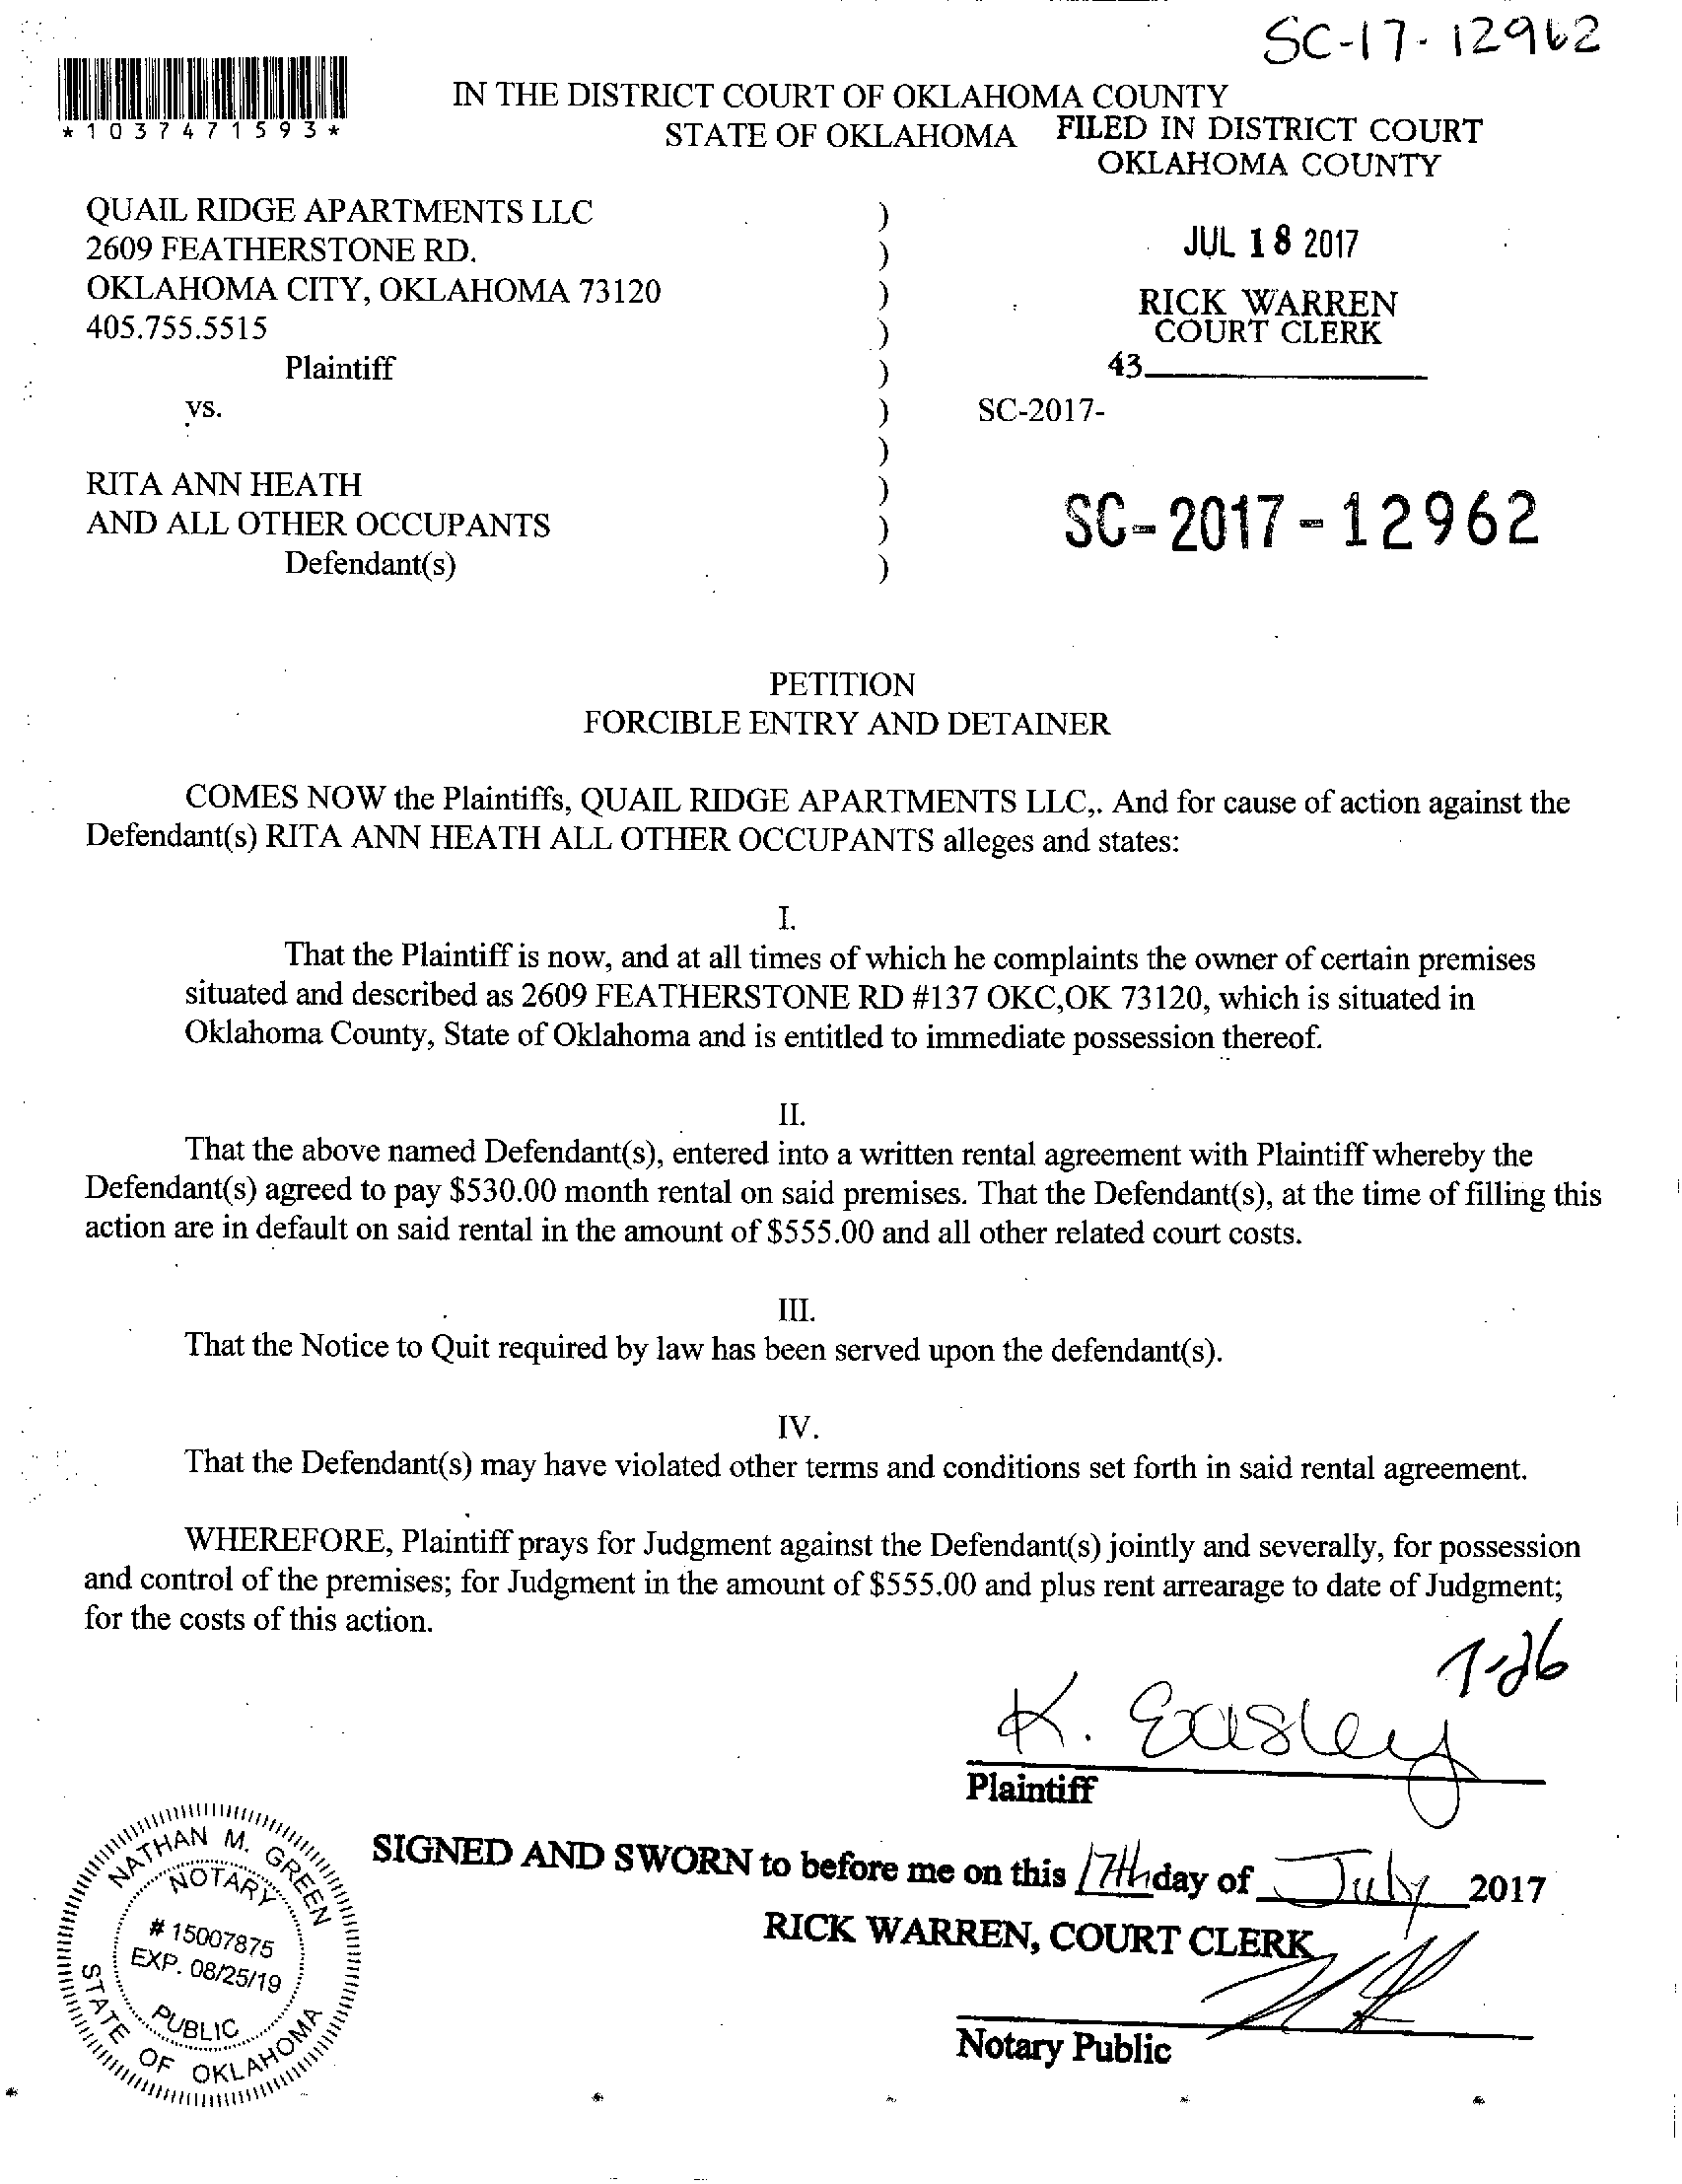 SC-17-12962
*1037471593*
IN THE DISTRICT COURT OF OKLAHOMA COUNTY
STATE OF OKLAHOMA
FILED IN DISTRICT COURT
OKLAHOMA COUNTY
QUAIL RIDGE APARTMENTS LLC )
2609 FEATHERSTONE RD. )
JUL 18 2017
OKLAHOMA CITY, OKLAHOMA 73120 )
RICK WARREN
405.755.5515 )
COURT CLERK
Plaintiff )
43
vs. ) SC-2017-
)
RITA ANN HEATH )
AND ALL OTHER OCCUPANTS )
SC-2017-12962
Defendant(s) )
PETITION
FORCIBLE ENTRY AND DETAINER
COMES NOW the Plaintiffs, QUAIL RIDGE APARTMENTS LLC,. And for cause of action against the
Defendant(s) RITA ANN HEATH ALL OTHER OCCUPANTS alleges and states:
I.
That the Plaintiff is now, and at all times of which he complaints the owner of certain premises
situated and described as 2609 FEATHERSTONE RD #137 OKC,OK 73120, which is situated in
Oklahoma County, State of Oklahoma and is entitled to immediate possession thereof.
II.
That the above named Defendant(s), entered into a written rental agreement with Plaintiff whereby the
Defendant(s) agreed to pay $530.00 month rental on said premises. That the Defendant(s), at the time of filling this
action are in default on said rental in the amount of $555.00 and all other related court costs.
III.
That the Notice to Quit required by law has been served upon the defendant(s).
IV.
That the Defendant(s) may have violated other terms and conditions set forth in said rental agreement.
WHEREFORE, Plaintiff prays for Judgment against the Defendant(s) jointly and severally, for possession
and control of the premises; for Judgment in the amount of $555.00 and plus rent arrearage to date of Judgment;
for the costs of this action.
7-26
K. Easley
Plaintiff
SIGNED AND SWORN to before me on this 17th day of July 2017
RICK WARREN, COURT CLERK
Notary Public
NATHAN M. GREEN
NOTARY
# 15007875
EXP. 08/25/19
PUBLIC
STATE OF OKLAHOMA